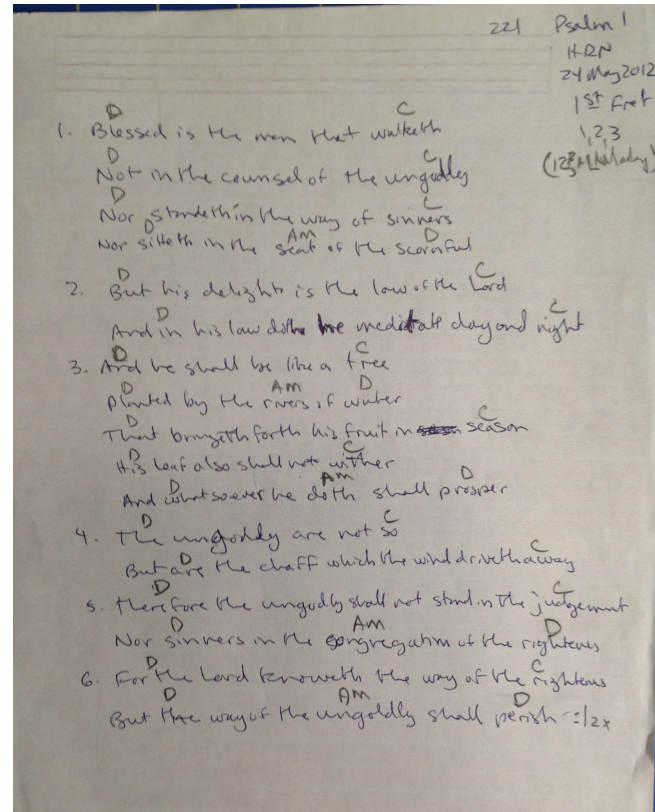 221 Psalm 1
HRN
24 May 2012
1st Fret
1, 2, 3
D C
1. Blessed is the man that walketh
D C
Not in the counsel of the ungodly
D C
Nor standeth in the way of sinners
D AM D
Nor sitteth in the seat of the scornful
D C
2. But his delight is the law of the Lord
D C
And in his law doth he meditate day and night
D C
3. And he shall be like a tree
D AM D
planted by the rivers of water
D C
That bringeth forth his fruit in season
D C
His leaf also shall not wither
D AM D
And whatsoever he doth shall prosper
D C
4. The ungodly are not so
D C
But are the chaff which the wind driveth away
D C
5. therefore the ungodly shall not stand in the judgement
D AM D
Nor sinners in the congregation of the righteous
D C
6. For the Lord knoweth the way of the righteous
D AM D
But the way of the ungoldly shall perish :/2x